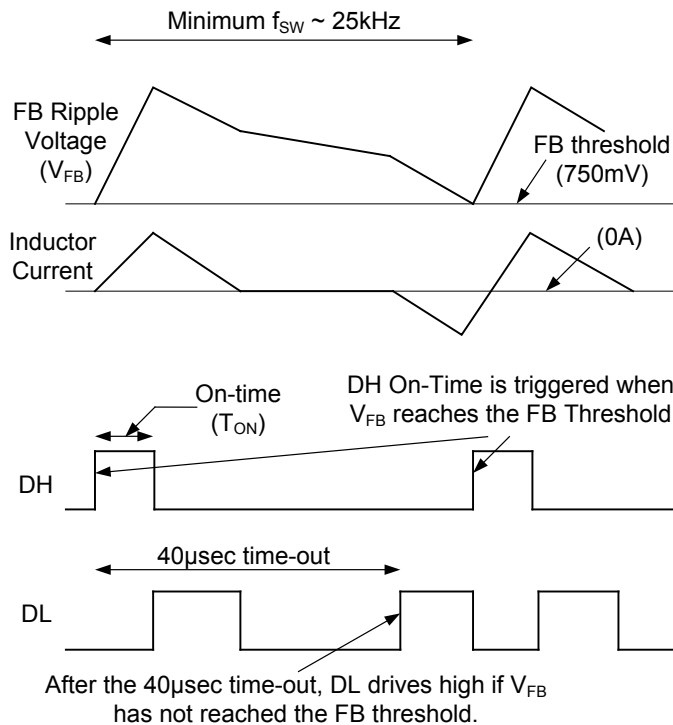 Minimum fSW ~ 25kHz
FB Ripple
Voltage
(VFB)
FB threshold
(750mV)
Inductor
Current
(0A)
On-time
(TON)
DH On-Time is triggered when
VFB reaches the FB Threshold
DH
40µsec time-out
DL
After the 40µsec time-out, DL drives high if VFB
has not reached the FB threshold.